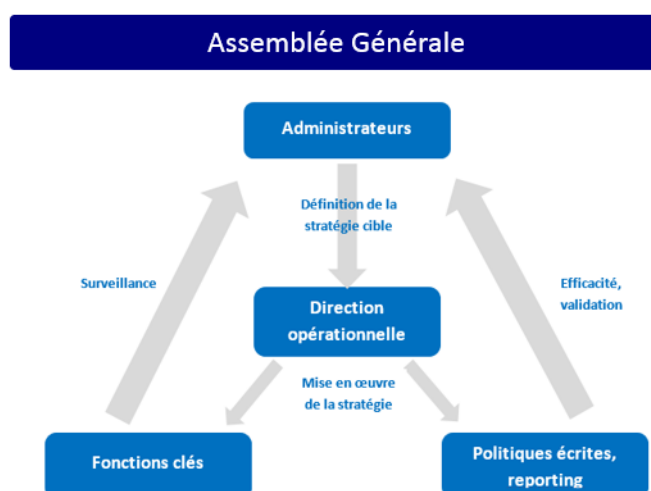 Assemblée Générale
Administrateurs
Définition de la
stratégie cible
Surveillance
Efficacité,
validation
Direction
opérationnelle
Mise en œuvre
de la stratégie
Fonctions clés
Politiques écrites,
reporting